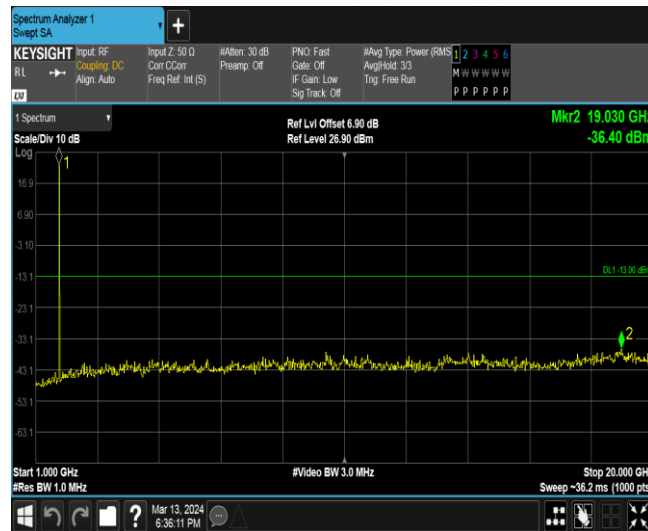 Spectrum Analyzer 1
Swept SA
+
KEYSIGHT
RL
LXI
Input: RF
Coupling: DC
Align: Auto
Input Z: 50 Ω
Corr CCorr
Freq Ref: Int (S)
#Atten: 30 dB
Preamp: Off
PNO: Fast
Gate: Off
IF Gain: Low
Sig Track: Off
#Avg Type: Power (RMS
Avg|Hold: 3/3
Trig: Free Run
1 2 3 4 5 6
M W W W W W
P P P P P P
1 Spectrum
Scale/Div 10 dB
Log
Ref Lvl Offset 6.90 dB
Ref Level 26.90 dBm
Mkr2 19.030 GHz
-36.40 dBm
1
16.9
6.90
-3.10
-13.1
DL1 -13.00 dBm
-23.1
-33.1
2
-43.1
-53.1
-63.1
Start 1.000 GHz
#Res BW 1.0 MHz
#Video BW 3.0 MHz
Stop 20.000 GHz
Sweep ~36.2 ms (1000 pts)
?
Mar 13, 2024
6:36:11 PM